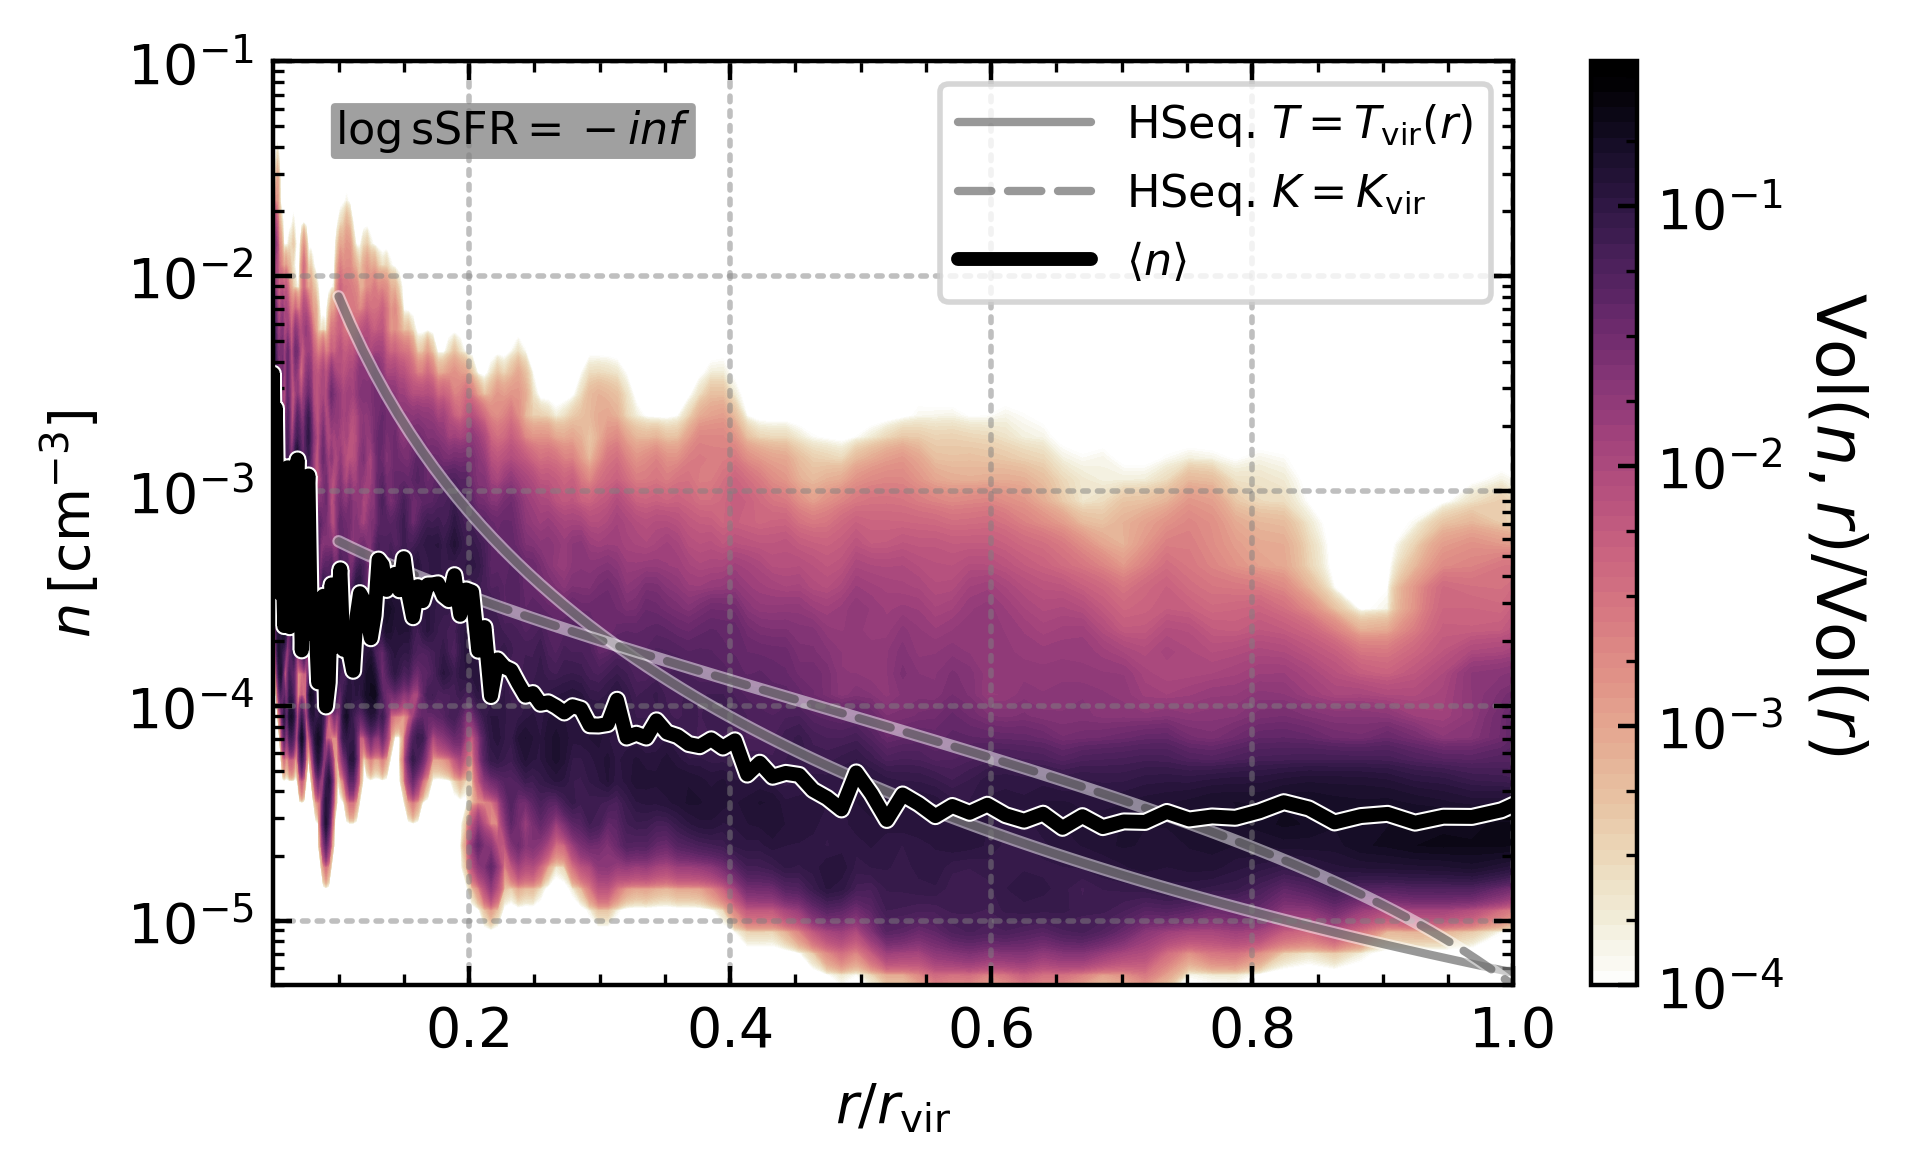 log sSFR = −inf
HSeq. T = T_vir(r)
HSeq. K = K_vir
⟨n⟩
10⁻¹
10⁻²
10⁻³
10⁻⁴
10⁻⁵
n [cm⁻³]
0.2 0.4 0.6 0.8 1.0
r/r_vir
10⁻¹
10⁻²
10⁻³
10⁻⁴
Vol(n, r)/Vol(r)